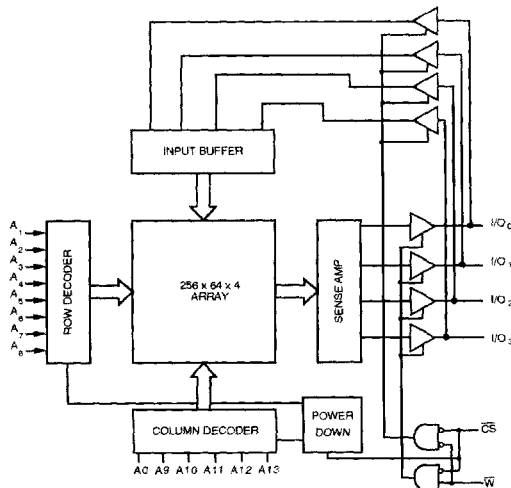 INPUT BUFFER
A1
A2
A3
A4
A5
A6
A7
A8
ROW DECODER
256 x 64 x 4
ARRAY
SENSE AMP
I/O0
I/O1
I/O2
I/O3
COLUMN DECODER
POWER
DOWN
A0 A9 A10 A11 A12 A13
CS
W